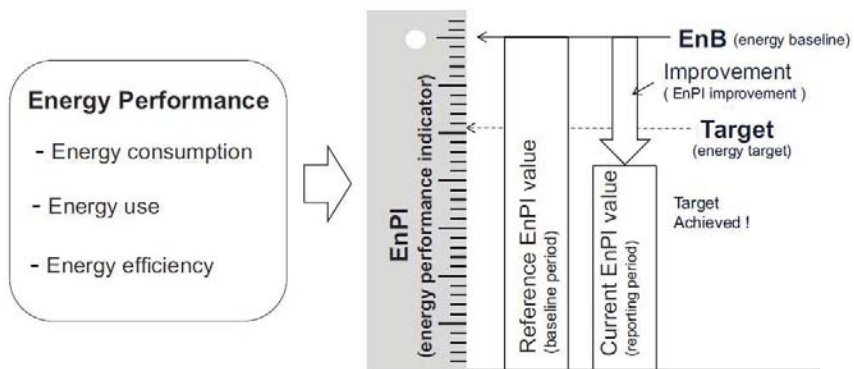 Energy Performance
- Energy consumption
- Energy use
- Energy efficiency
EnPI
(energy performance indicator)
Reference EnPI value
(baseline period)
Current EnPI value
(reporting period)
EnB (energy baseline)
Improvement
( EnPI improvement )
Target
(energy target)
Target
Achieved !